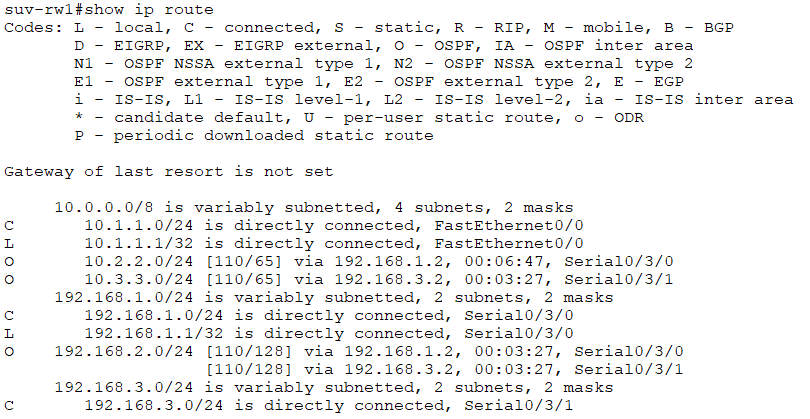 suv-rw1#show ip route
Codes: L - local, C - connected, S - static, R - RIP, M - mobile, B - BGP
       D - EIGRP, EX - EIGRP external, O - OSPF, IA - OSPF inter area
       N1 - OSPF NSSA external type 1, N2 - OSPF NSSA external type 2
       E1 - OSPF external type 1, E2 - OSPF external type 2, E - EGP
       i - IS-IS, L1 - IS-IS level-1, L2 - IS-IS level-2, ia - IS-IS inter area
       * - candidate default, U - per-user static route, o - ODR
       P - periodic downloaded static route

Gateway of last resort is not set

     10.0.0.0/8 is variably subnetted, 4 subnets, 2 masks
C       10.1.1.0/24 is directly connected, FastEthernet0/0
L       10.1.1.1/32 is directly connected, FastEthernet0/0
O       10.2.2.0/24 [110/65] via 192.168.1.2, 00:06:47, Serial0/3/0
O       10.3.3.0/24 [110/65] via 192.168.3.2, 00:03:27, Serial0/3/1
     192.168.1.0/24 is variably subnetted, 2 subnets, 2 masks
C       192.168.1.0/24 is directly connected, Serial0/3/0
L       192.168.1.1/32 is directly connected, Serial0/3/0
O    192.168.2.0/24 [110/128] via 192.168.1.2, 00:03:27, Serial0/3/0
                    [110/128] via 192.168.3.2, 00:03:27, Serial0/3/1
     192.168.3.0/24 is variably subnetted, 2 subnets, 2 masks
C       192.168.3.0/24 is directly connected, Serial0/3/1